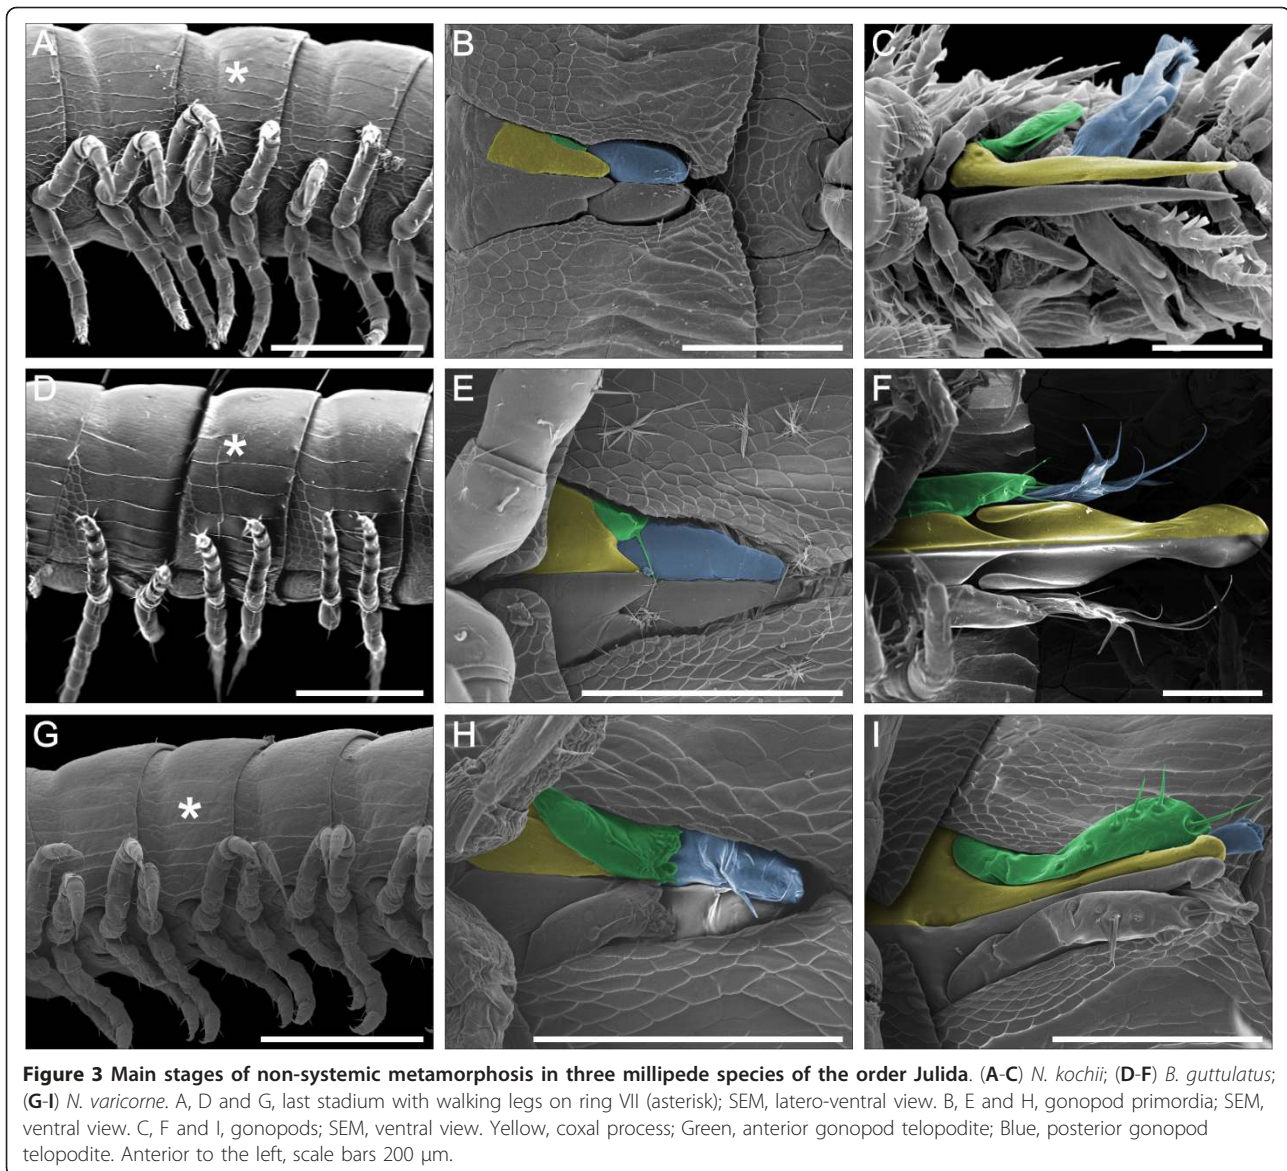 A
*
B
C
D
*
E
F
G
*
H
I
Figure 3 Main stages of non-systemic metamorphosis in three millipede species of the order Julida. (A-C) N. kochii; (D-F) B. guttulatus;
(G-I) N. varicorne. A, D and G, last stadium with walking legs on ring VII (asterisk); SEM, latero-ventral view. B, E and H, gonopod primordia; SEM,
ventral view. C, F and I, gonopods; SEM, ventral view. Yellow, coxal process; Green, anterior gonopod telopodite; Blue, posterior gonopod
telopodite. Anterior to the left, scale bars 200 μm.